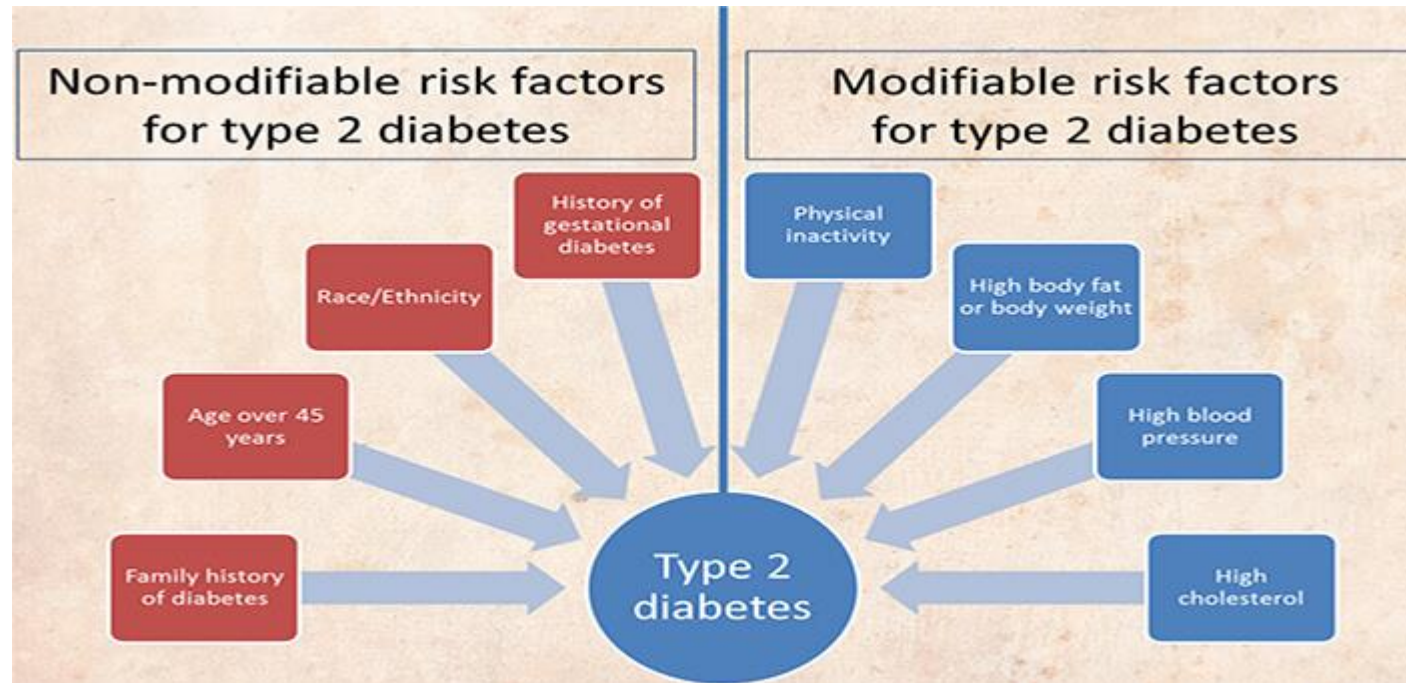 Non-modifiable risk factors
for type 2 diabetes
Modifiable risk factors
for type 2 diabetes
History of
gestational
diabetes
Race/Ethnicity
Age over 45
years
Family history
of diabetes
Physical
inactivity
High body fat
or body weight
High blood
pressure
High
cholesterol
Type 2
diabetes